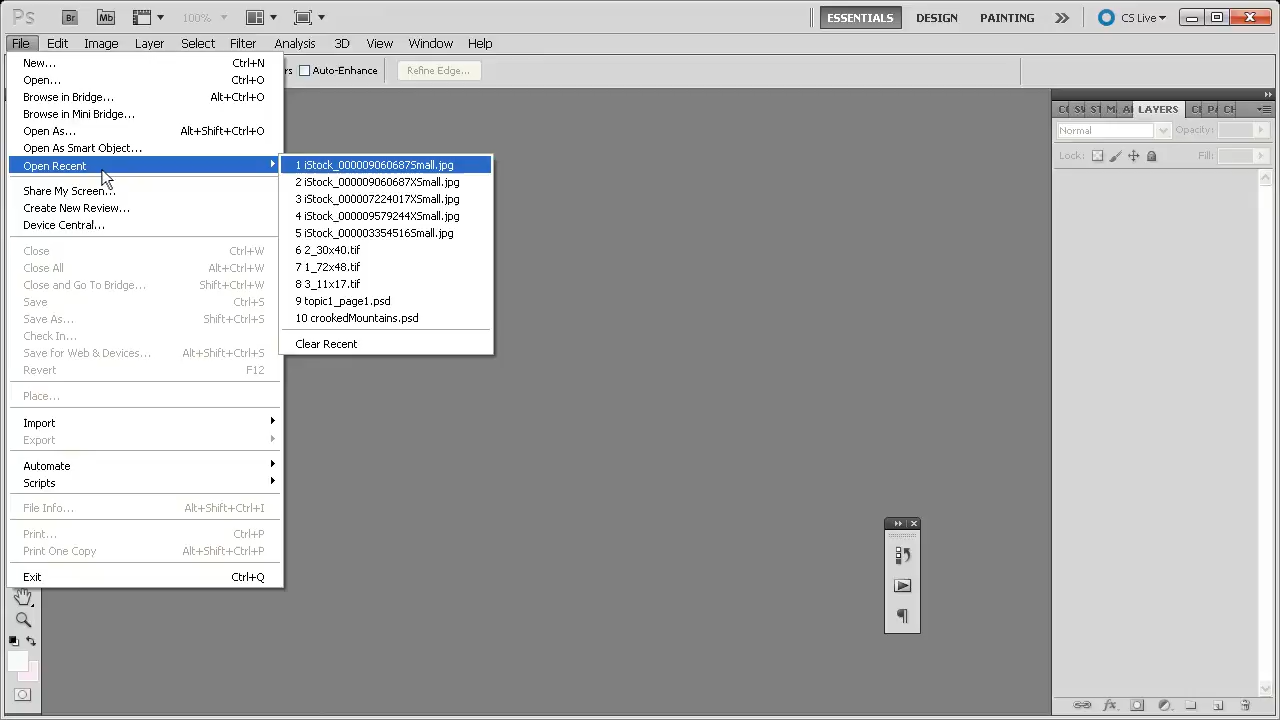 Ps Br Mb 100% ESSENTIALS DESIGN PAINTING CS Live
File Edit Image Layer Select Filter Analysis 3D View Window Help
Auto-Enhance Refine Edge...
New... Ctrl+N
Open... Ctrl+O
Browse in Bridge... Alt+Ctrl+O
Browse in Mini Bridge...
Open As... Alt+Shift+Ctrl+O
Open As Smart Object...
Open Recent
Share My Screen...
Create New Review...
Device Central...
Close Ctrl+W
Close All Alt+Ctrl+W
Close and Go To Bridge... Shift+Ctrl+W
Save Ctrl+S
Save As... Shift+Ctrl+S
Check In...
Save for Web & Devices... Alt+Shift+Ctrl+S
Revert F12
Place...
Import
Export
Automate
Scripts
File Info... Alt+Shift+Ctrl+I
Print... Ctrl+P
Print One Copy Alt+Shift+Ctrl+P
Exit Ctrl+Q
1 iStock_000009060687Small.jpg
2 iStock_000009060687XSmall.jpg
3 iStock_000007224017XSmall.jpg
4 iStock_000009579244XSmall.jpg
5 iStock_000003354516Small.jpg
6 2_30x40.tif
7 1_72x48.tif
8 3_11x17.tif
9 topic1_page1.psd
10 crookedMountains.psd
Clear Recent
LAYERS
Normal Opacity:
Lock: Fill:
fx